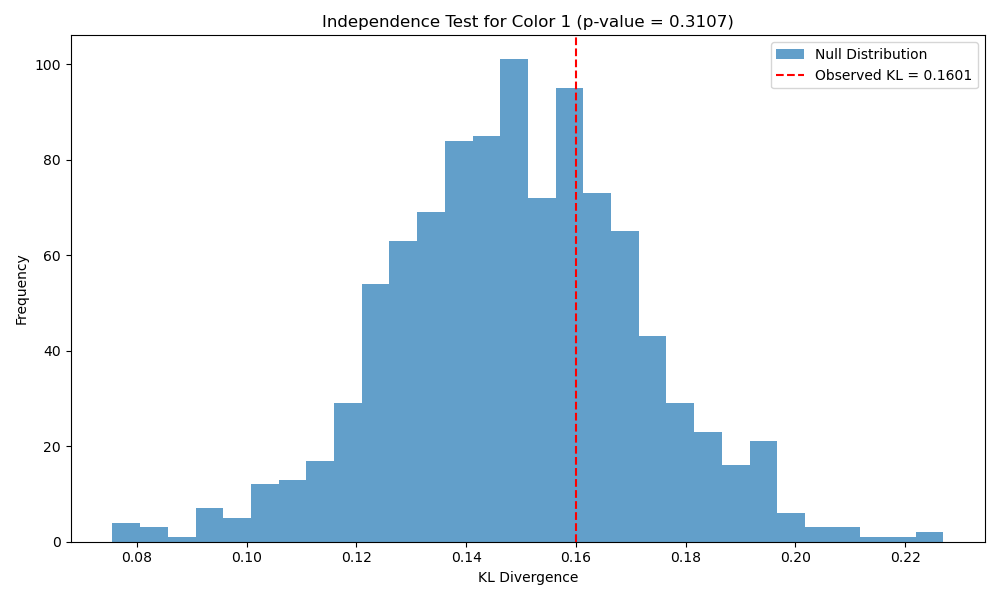 Independence Test for Color 1 (p-value = 0.3107)
Null Distribution
Observed KL = 0.1601
100
80
60
40
20
0
Frequency
0.08 0.10 0.12 0.14 0.16 0.18 0.20 0.22
KL Divergence